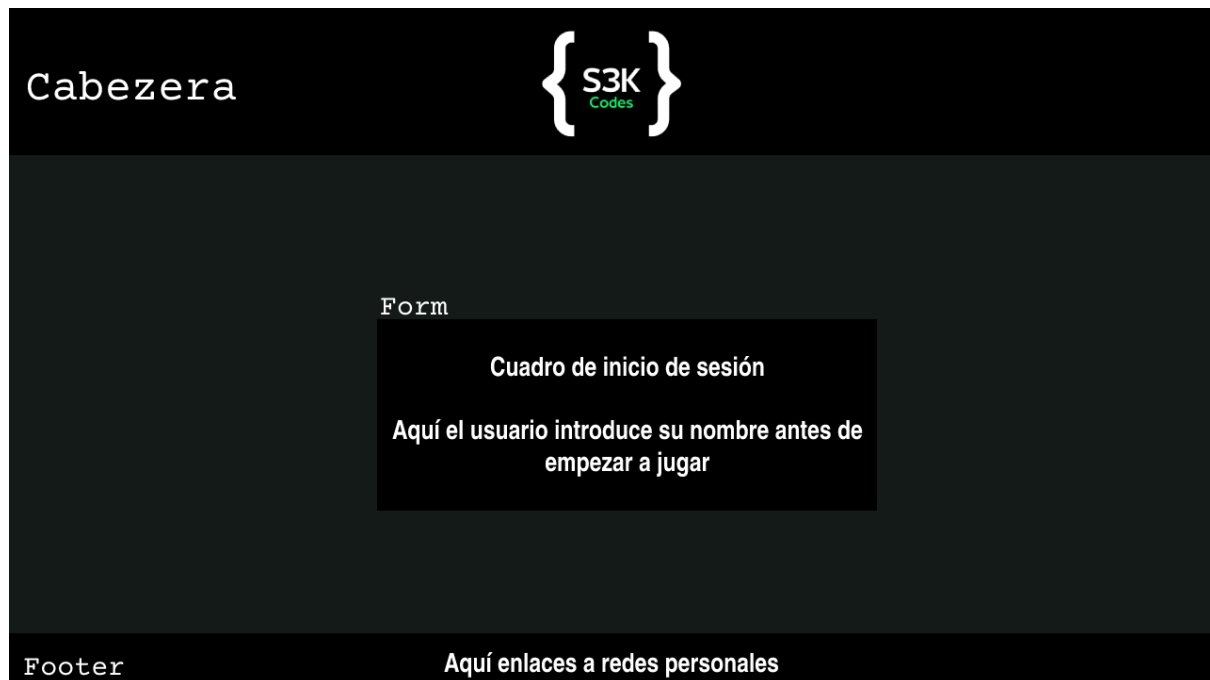 Cabezera
{ S3K }
Codes
Form
Cuadro de inicio de sesión
Aquí el usuario introduce su nombre antes de
empezar a jugar
Footer
Aquí enlaces a redes personales